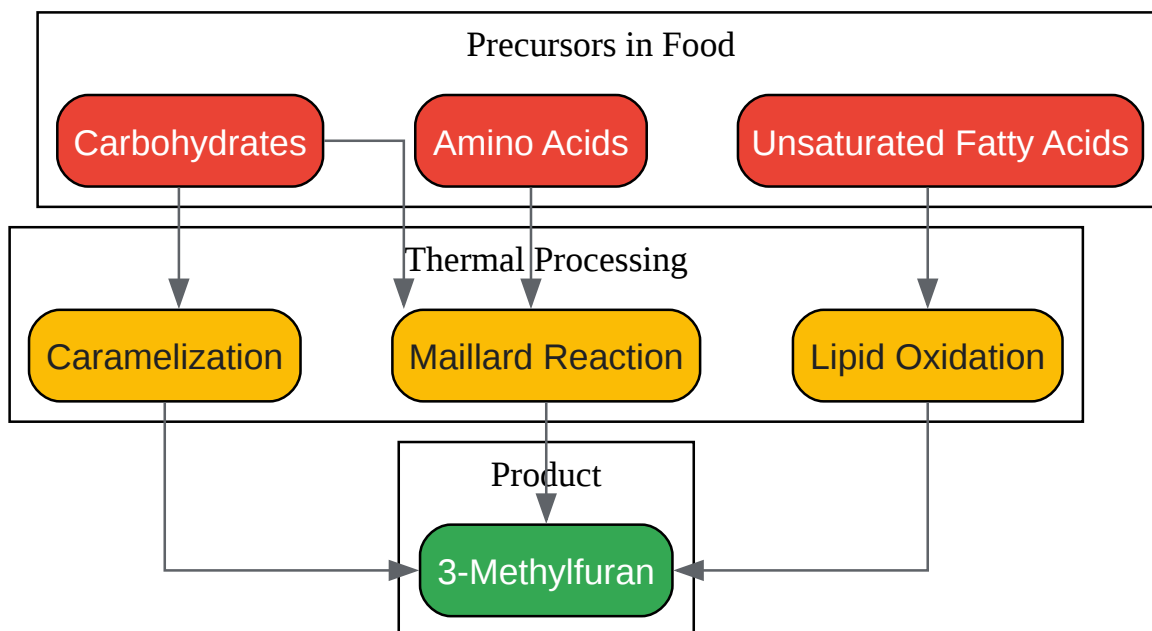 Precursors in Food
Carbohydrates
Amino Acids
Unsaturated Fatty Acids
Thermal Processing
Caramelization
Maillard Reaction
Lipid Oxidation
Product
3-Methylfuran